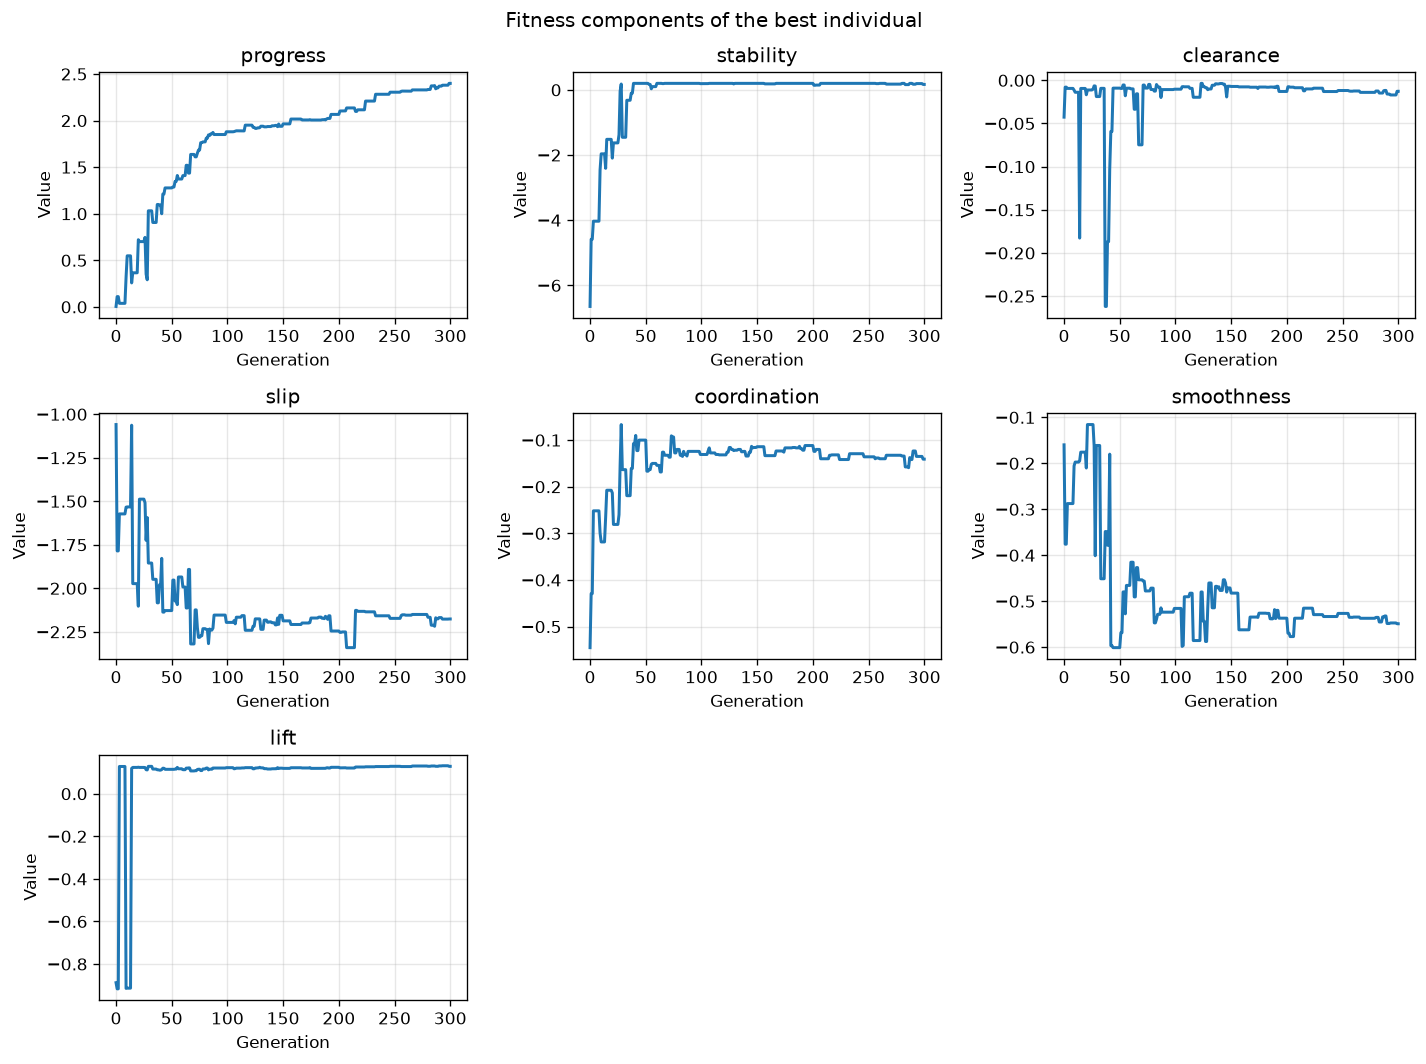 Fitness components of the best individual
progress
stability
clearance
2.5
2.0
1.5
1.0
0.5
0.0
Value
0 50 100 150 200 250 300
Generation
0
−2
−4
−6
Value
0 50 100 150 200 250 300
Generation
0.00
−0.05
−0.10
−0.15
−0.20
−0.25
Value
0 50 100 150 200 250 300
Generation
slip
coordination
smoothness
−1.00
−1.25
−1.50
−1.75
−2.00
−2.25
Value
0 50 100 150 200 250 300
Generation
−0.1
−0.2
−0.3
−0.4
−0.5
Value
0 50 100 150 200 250 300
Generation
−0.1
−0.2
−0.3
−0.4
−0.5
−0.6
Value
0 50 100 150 200 250 300
Generation
lift
0.0
−0.2
−0.4
−0.6
−0.8
Value
0 50 100 150 200 250 300
Generation